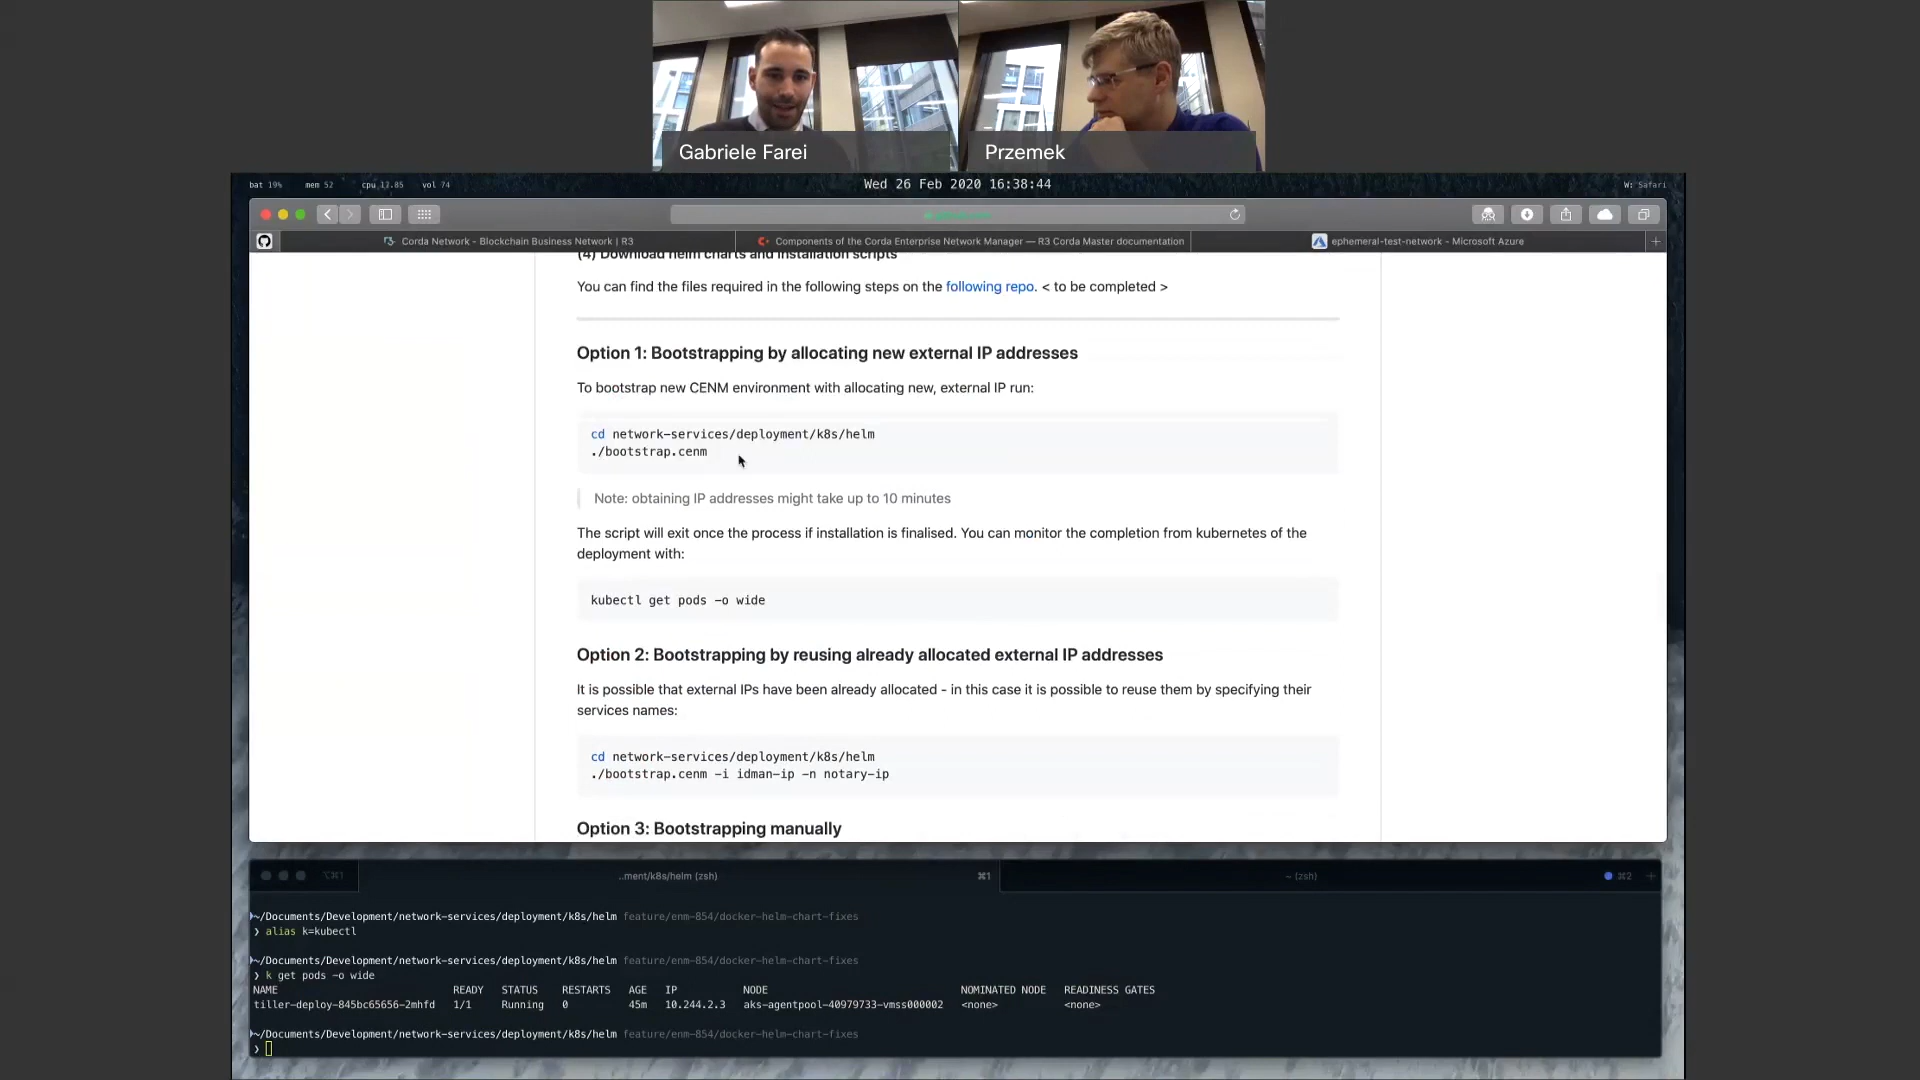 Gabriele Farei
Przemek
bat 19% mem 52 cpu 17.85 vol 74
Wed 26 Feb 2020 16:38:44
W: Safari
Corda Network - Blockchain Business Network | R3
Components of the Corda Enterprise Network Manager — R3 Corda Master documentation
ephemeral-test-network - Microsoft Azure
(4) Download helm charts and installation scripts
You can find the files required in the following steps on the following repo. < to be completed >
Option 1: Bootstrapping by allocating new external IP addresses
To bootstrap new CENM environment with allocating new, external IP run:
cd network-services/deployment/k8s/helm
./bootstrap.cenm
Note: obtaining IP addresses might take up to 10 minutes
The script will exit once the process if installation is finalised. You can monitor the completion from kubernetes of the
deployment with:
kubectl get pods -o wide
Option 2: Bootstrapping by reusing already allocated external IP addresses
It is possible that external IPs have been already allocated - in this case it is possible to reuse them by specifying their
services names:
cd network-services/deployment/k8s/helm
./bootstrap.cenm -i idman-ip -n notary-ip
Option 3: Bootstrapping manually
⌥⌘1
..ment/k8s/helm (zsh) ⌘1
~ (zsh) ⌘2
~/Documents/Development/network-services/deployment/k8s/helm feature/enm-854/docker-helm-chart-fixes
❯ alias k=kubectl
~/Documents/Development/network-services/deployment/k8s/helm feature/enm-854/docker-helm-chart-fixes
❯ k get pods -o wide
NAME READY STATUS RESTARTS AGE IP NODE NOMINATED NODE READINESS GATES
tiller-deploy-845bc65656-2mhfd 1/1 Running 0 45m 10.244.2.3 aks-agentpool-40979733-vmss000002 <none> <none>
~/Documents/Development/network-services/deployment/k8s/helm feature/enm-854/docker-helm-chart-fixes
❯